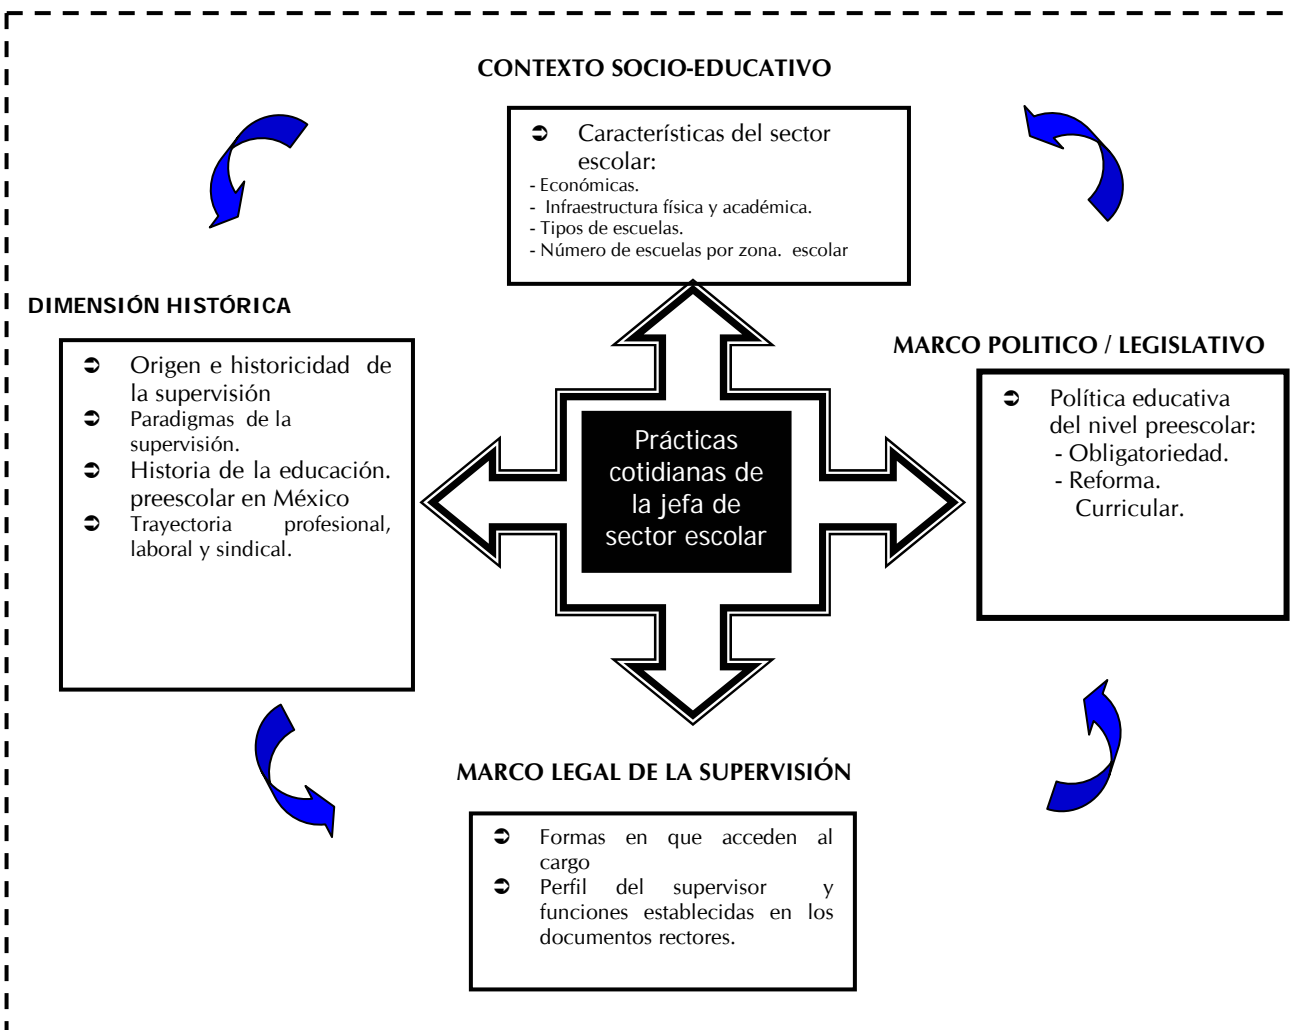 CONTEXTO SOCIO-EDUCATIVO
➲ Características del sector
escolar:
- Económicas.
- Infraestructura física y académica.
- Tipos de escuelas.
- Número de escuelas por zona. escolar
DIMENSIÓN HISTÓRICA
➲ Origen e historicidad de
la supervisión
➲ Paradigmas de la
supervisión.
➲ Historia de la educación.
preescolar en México
➲ Trayectoria profesional,
laboral y sindical.
Prácticas
cotidianas de
la jefa de
sector escolar
MARCO POLITICO / LEGISLATIVO
➲ Política educativa
del nivel preescolar:
- Obligatoriedad.
- Reforma.
Curricular.
MARCO LEGAL DE LA SUPERVISIÓN
➲ Formas en que acceden al
cargo
➲ Perfil del supervisor y
funciones establecidas en los
documentos rectores.